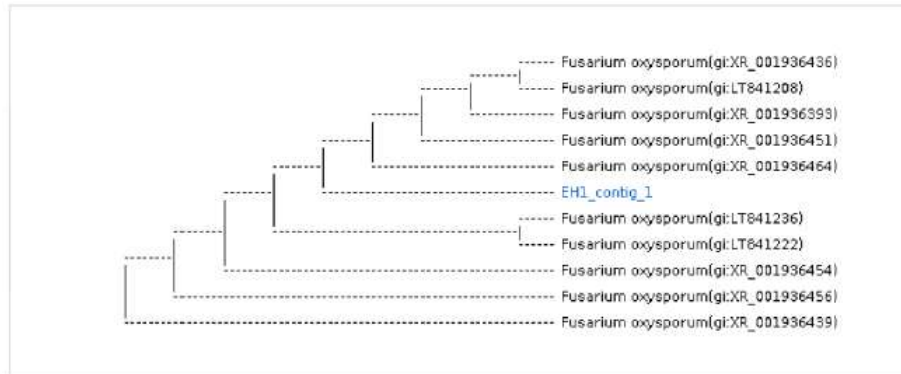 Fusarium oxysporum(gi:XR_001936436)
Fusarium oxysporum(gi:LT841208)
Fusarium oxysporum(gi:XR_001936393)
Fusarium oxysporum(gi:XR_001936451)
Fusarium oxysporum(gi:XR_001936464)
EH1_contig_1
Fusarium oxysporum(gi:LT841236)
Fusarium oxysporum(gi:LT841222)
Fusarium oxysporum(gi:XR_001936454)
Fusarium oxysporum(gi:XR_001936456)
Fusarium oxysporum(gi:XR_001936439)